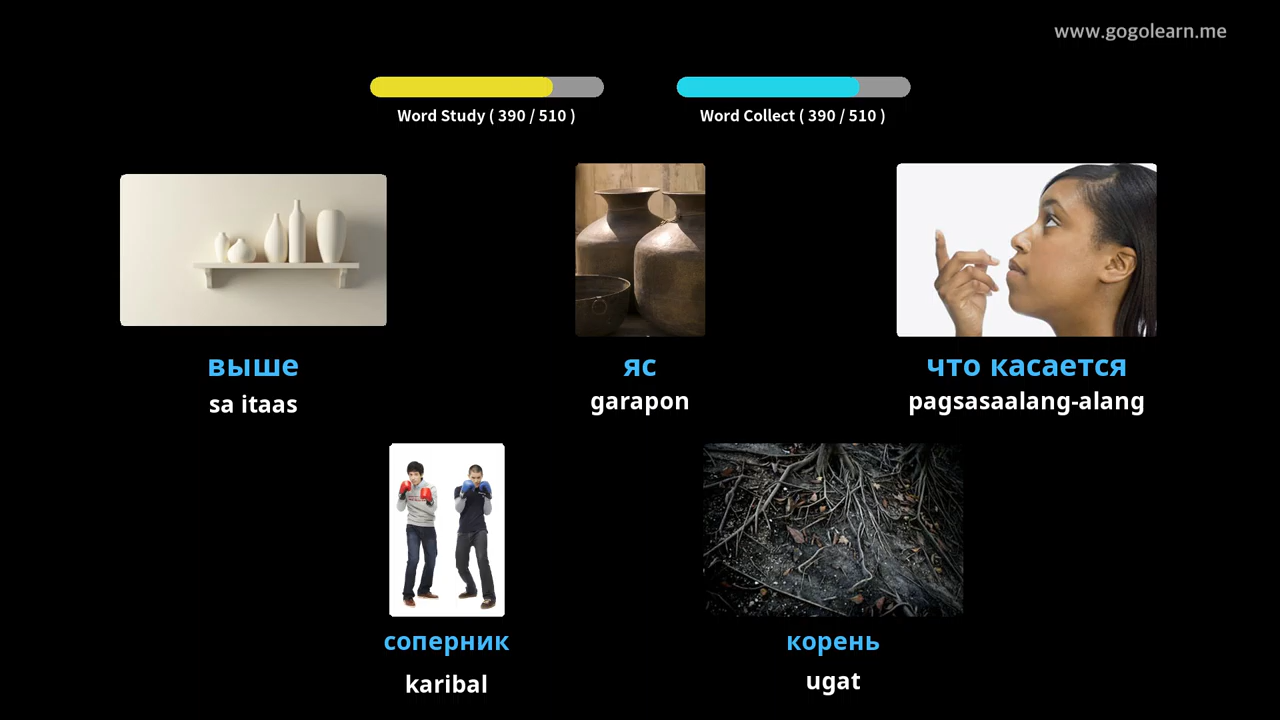 www.gogolearn.me
Word Study ( 390 / 510 )
Word Collect ( 390 / 510 )
выше
яс
что касается
sa itaas
garapon
pagsasaalang-alang
соперник
корень
karibal
ugat